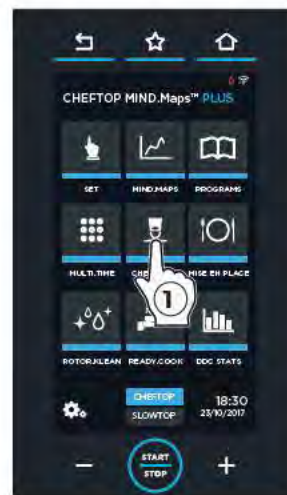 CHEFTOP MIND.Maps™ PLUS
SET MIND.MAPS PROGRAMS
MULTI.TIME MISE EN PLACE
1
ROTOR.KLEAN READY.COOK DDC STATS
CHEFTOP 18:30
SLOWTOP 23/10/2017
− START +
STOP